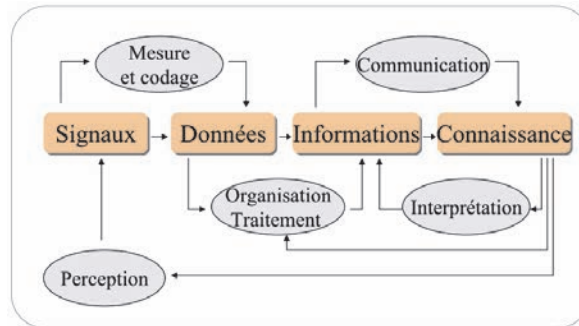 Mesure
et codage
Communication
Signaux
Données
Informations
Connaissance
Organisation
Traitement
Interprétation
Perception